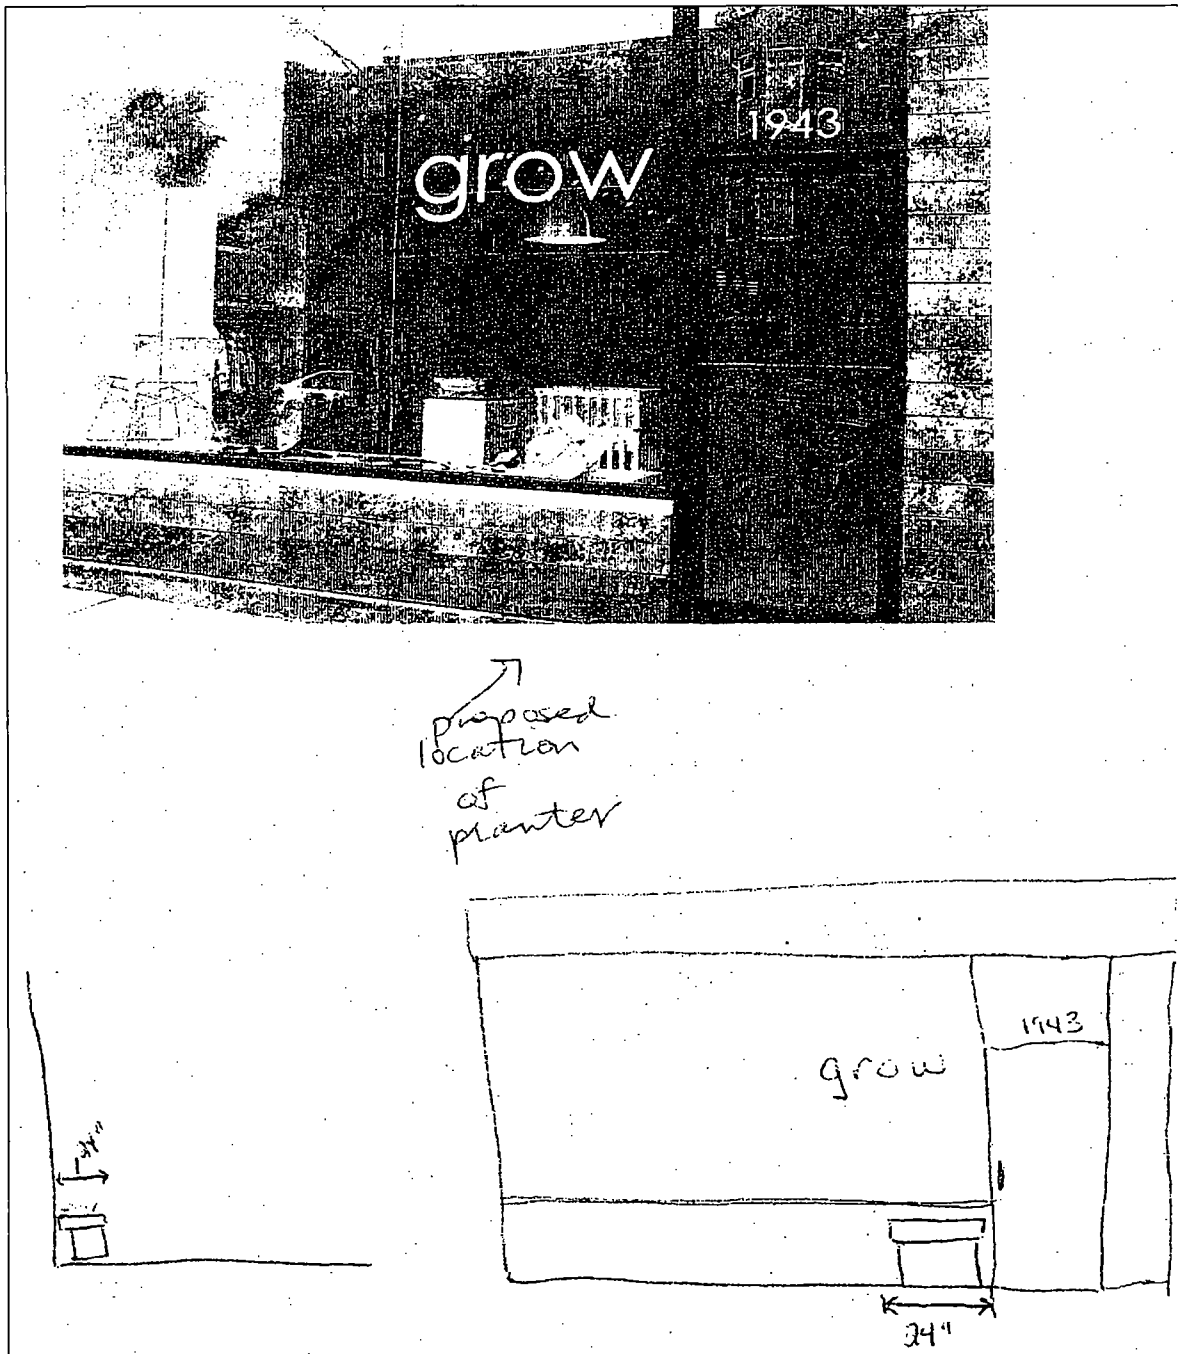 grow
1943
proposed
location
of
planter
1943
grow
24"
24"